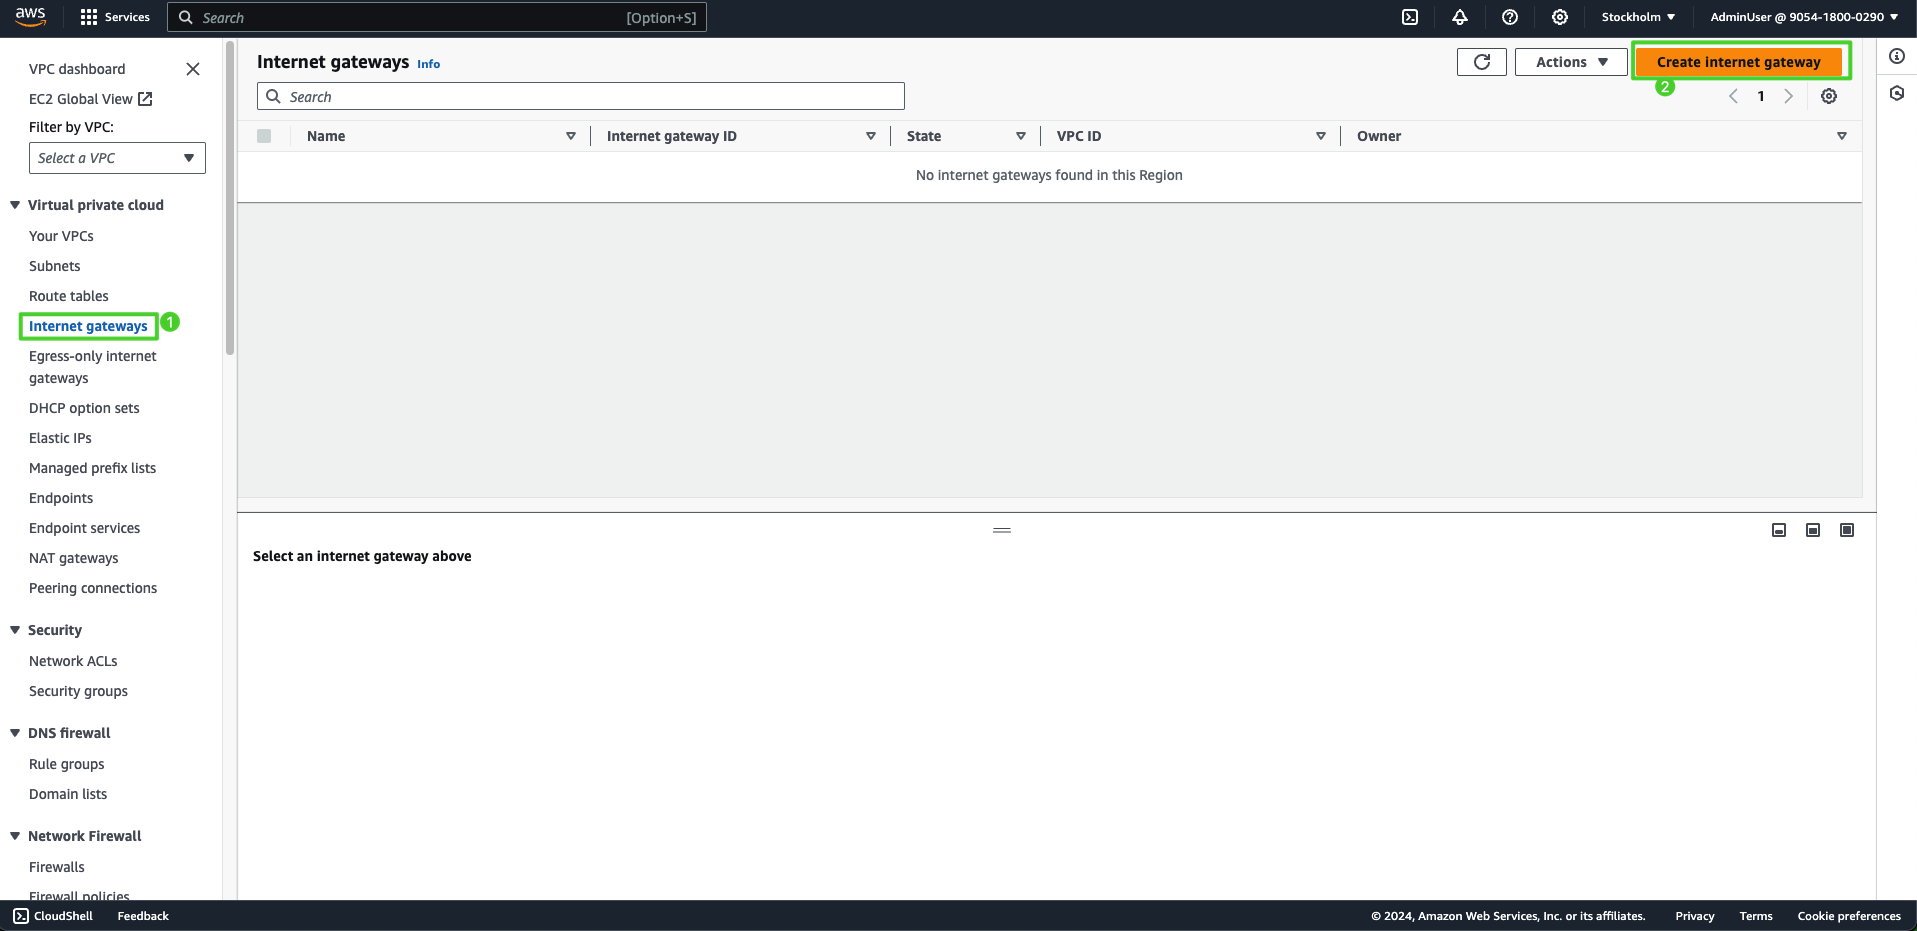 aws
Services
Search
[Option+S]
Stockholm
AdminUser @ 9054-1800-0290
VPC dashboard
EC2 Global View
Filter by VPC:
Select a VPC
Virtual private cloud
Your VPCs
Subnets
Route tables
Internet gateways
1
Egress-only internet
gateways
DHCP option sets
Elastic IPs
Managed prefix lists
Endpoints
Endpoint services
NAT gateways
Peering connections
Security
Network ACLs
Security groups
DNS firewall
Rule groups
Domain lists
Network Firewall
Firewalls
Firewall policies
Internet gateways Info
Actions
Create internet gateway
2
Search
1
Name
Internet gateway ID
State
VPC ID
Owner
No internet gateways found in this Region
Select an internet gateway above
CloudShell
Feedback
© 2024, Amazon Web Services, Inc. or its affiliates.
Privacy
Terms
Cookie preferences